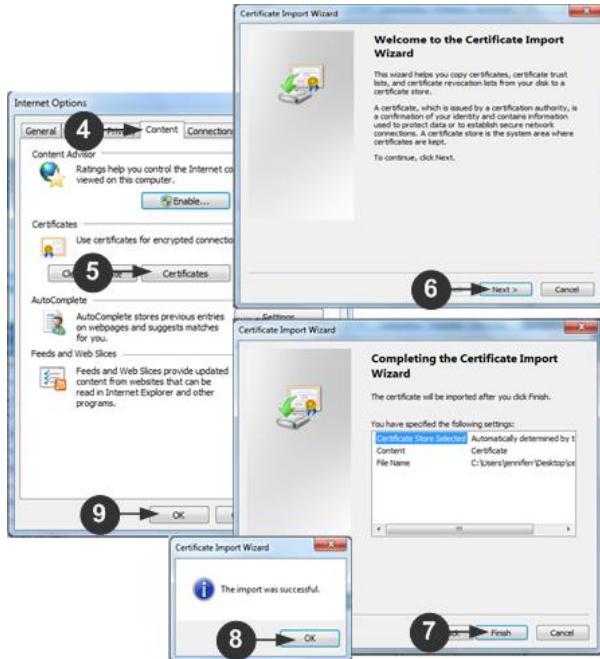 Certificate Import Wizard
Welcome to the Certificate Import
Wizard
This wizard helps you copy certificates, certificate trust
lists, and certificate revocation lists from your disk to a
certificate store.
A certificate, which is issued by a certification authority, is
a confirmation of your identity and contains information
used to protect data or to establish secure network
connections. A certificate store is the system area where
certificates are kept.
To continue, click Next.
6
Next >
Cancel
Internet Options
General
4
Content
Connections
Content Advisor
Ratings help you control the Internet co
viewed on this computer.
Enable...
Certificates
Use certificates for encrypted connectio
5
Certificates
AutoComplete
AutoComplete stores previous entries
on webpages and suggests matches
for you.
Settings
Feeds and Web Slices
Feeds and Web Slices provide updated
content from websites that can be
read in Internet Explorer and other
programs.
9
OK
Certificate Import Wizard
Completing the Certificate Import
Wizard
The certificate will be imported after you click Finish.
You have specified the following settings:
Certificate Store Selected Automatically determined by t
Content Certificate
File Name C:\Users\jenniferr\Desktop\ce
7
Finish
Cancel
Certificate Import Wizard
The import was successful.
8
OK